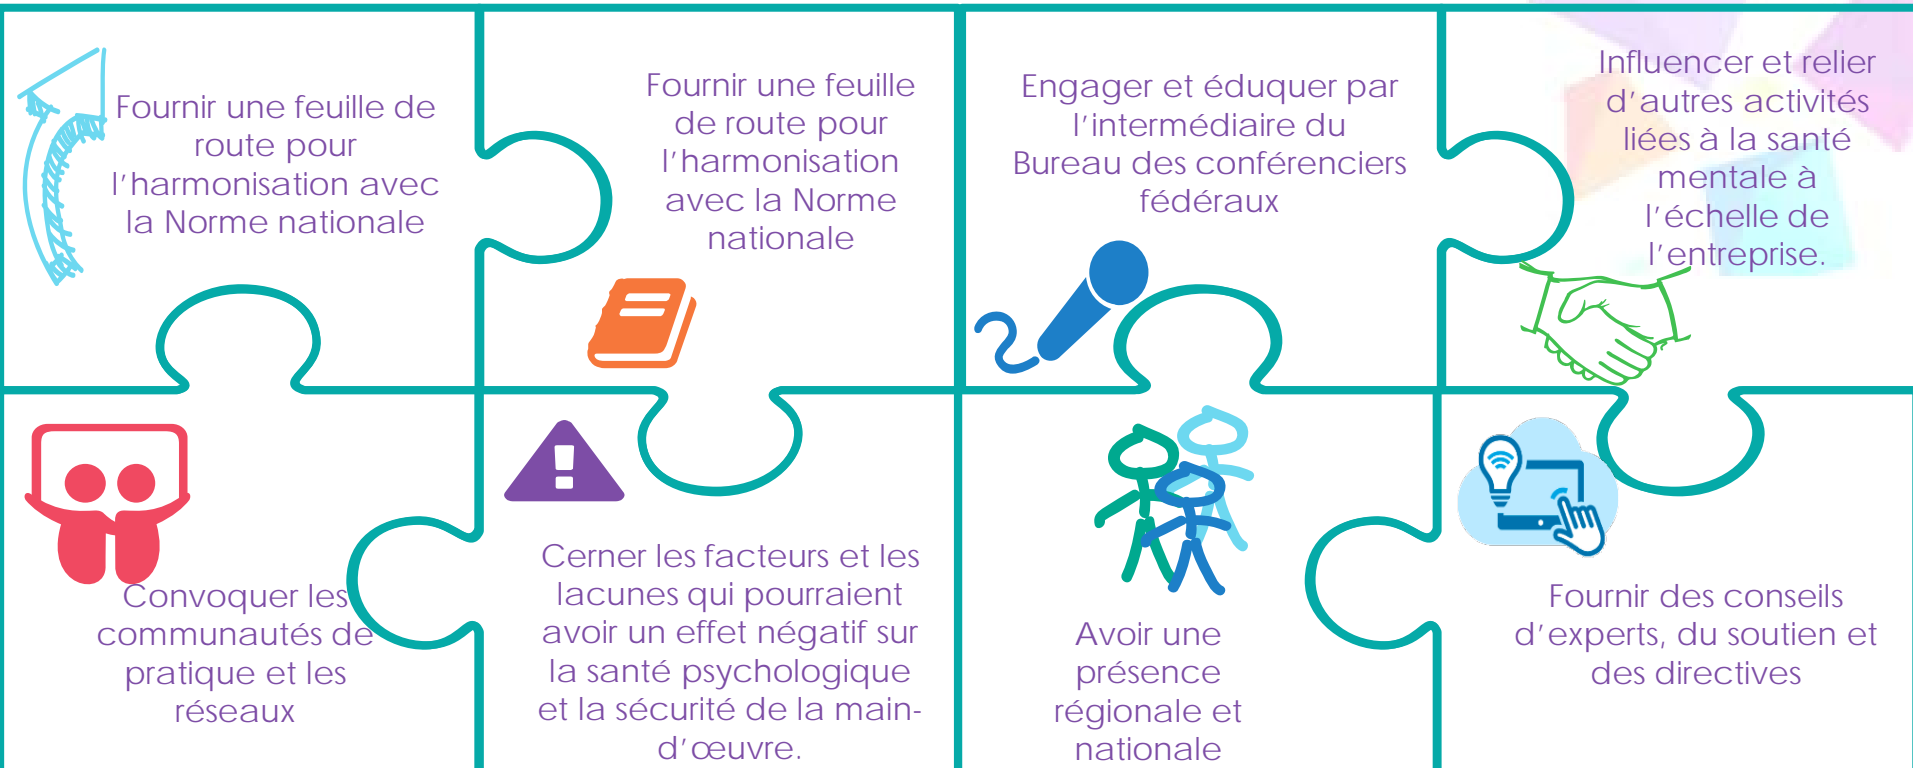 Fournir une feuille de
route pour
l'harmonisation avec
la Norme nationale
Fournir une feuille
de route pour
l'harmonisation
avec la Norme
nationale
Engager et éduquer par
l'intermédiaire du
Bureau des conférenciers
fédéraux
Influencer et relier
d'autres activités
liées à la santé
mentale à
l'échelle de
l'entreprise.
Convoquer les
communautés de
pratique et les
réseaux
Cerner les facteurs et les
lacunes qui pourraient
avoir un effet négatif sur
la santé psychologique
et la sécurité de la main-
d'œuvre.
Avoir une
présence
régionale et
nationale
Fournir des conseils
d'experts, du soutien et
des directives